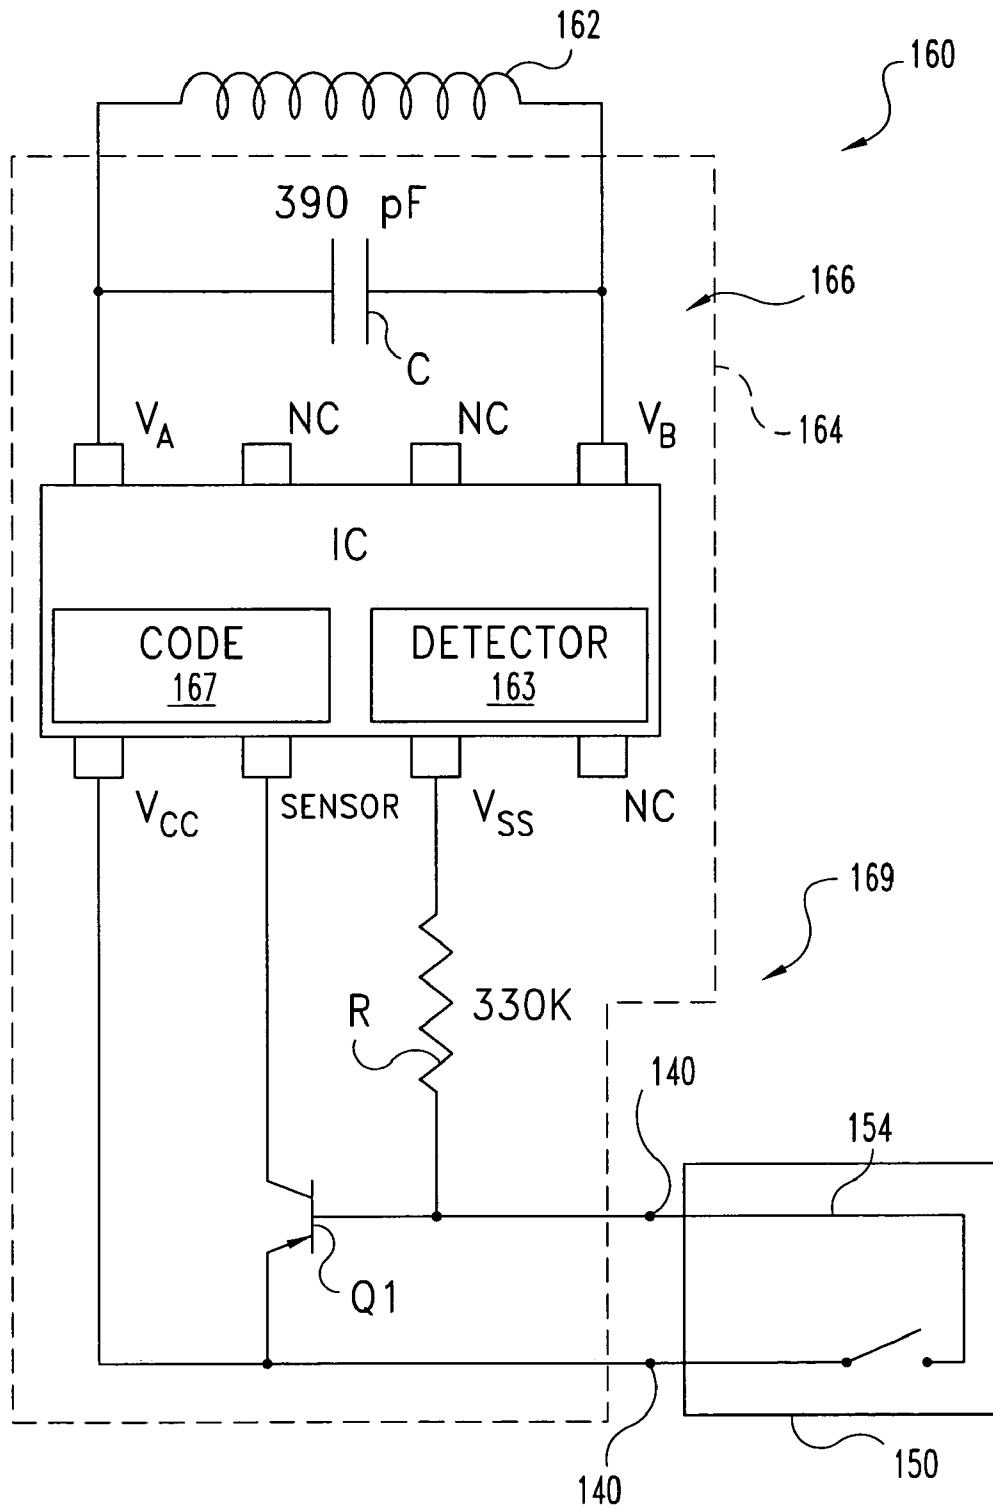 162
160
390 pF
166
C
164
V_A NC NC V_B
IC
CODE DETECTOR
167 163
V_CC SENSOR V_SS NC
169
R 330K
140
154
Q1
150
140